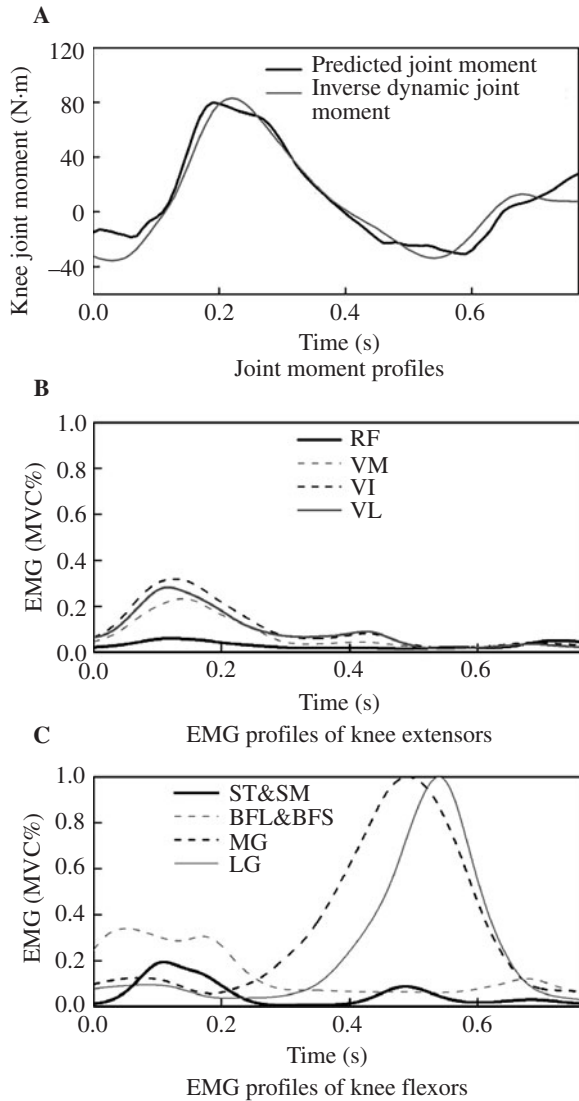 A
120
80
40
0
−40
Knee joint moment (N·m)
Predicted joint moment
Inverse dynamic joint
moment
0.0 0.2 0.4 0.6
Time (s)
Joint moment profiles
B
1.0
0.8
0.6
0.4
0.2
0.0
EMG (MVC%)
RF
VM
VI
VL
0.0 0.2 0.4 0.6
Time (s)
EMG profiles of knee extensors
C
1.0
0.8
0.6
0.4
0.2
0.0
EMG (MVC%)
ST&SM
BFL&BFS
MG
LG
0.0 0.2 0.4 0.6
Time (s)
EMG profiles of knee flexors